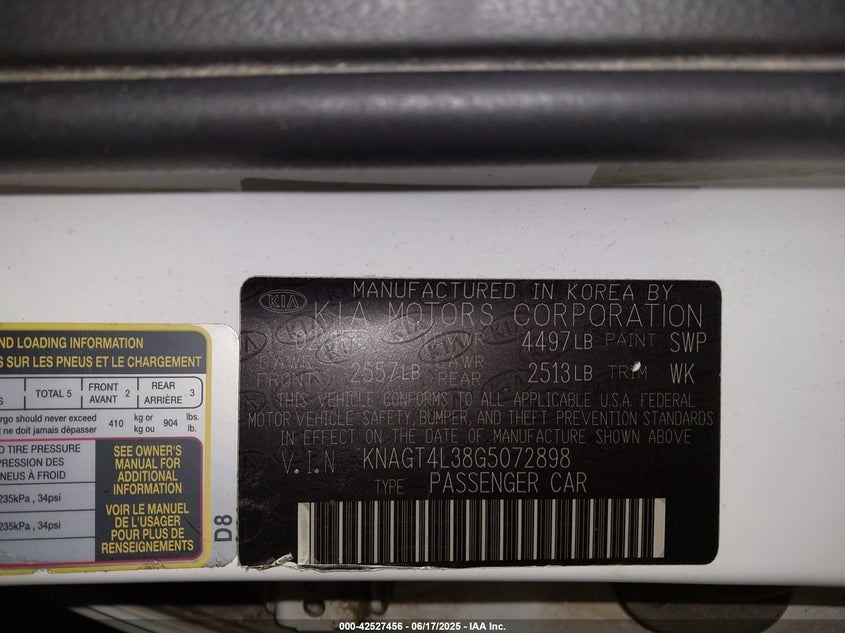 ND LOADING INFORMATION
S SUR LES PNEUS ET LE CHARGEMENT
TOTAL 5
FRONT AVANT 2
REAR ARRIÈRE 3
rgo should never exceed
t ne doit jamais dépasser
410 kg or kg ou 904 lbs. lb.
TIRE PRESSURE
PRESSION DES
NEUS À FROID
235kPa , 34psi
235kPa , 34psi
SEE OWNER'S
MANUAL FOR
ADDITIONAL
INFORMATION
VOIR LE MANUEL
DE L'USAGER
POUR PLUS DE
RENSEIGNEMENTS
D8
KIA
MANUFACTURED IN KOREA BY
KIA MOTORS CORPORATION
4497LB PAINT SWP
FRONT 2557LB REAR 2513LB TRIM WK
THIS VEHICLE CONFORMS TO ALL APPLICABLE U.S.A. FEDERAL
MOTOR VEHICLE SAFETY, BUMPER, AND THEFT PREVENTION STANDARDS
IN EFFECT ON THE DATE OF MANUFACTURE SHOWN ABOVE
V.I.N KNAGT4L38G5072898
TYPE PASSENGER CAR
000-42527456 - 06/17/2025 - IAA Inc.